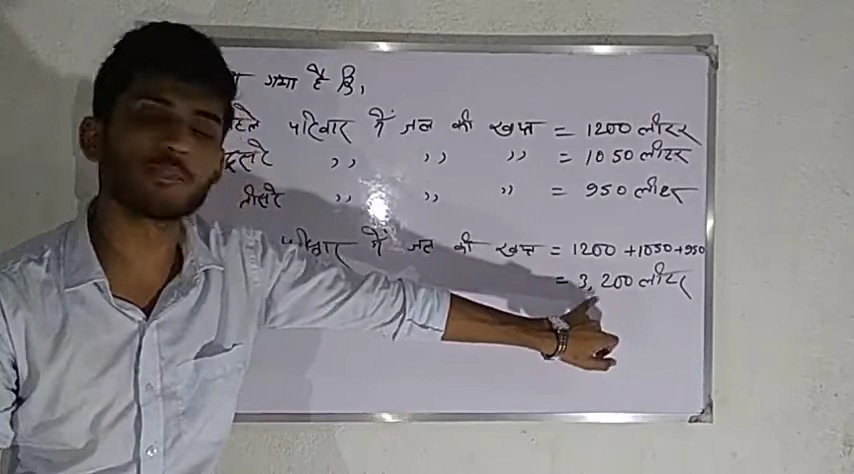 गया है कि,
परिवार में जल की खपत = 1200 लीटर
दूसरे ,, ,, ,, = 1050 लीटर
तीसरे ,, ,, ,, = 950 लीटर
परिवार में जल की खपत = 1200 + 1050 + 950
= 3,200 लीटर